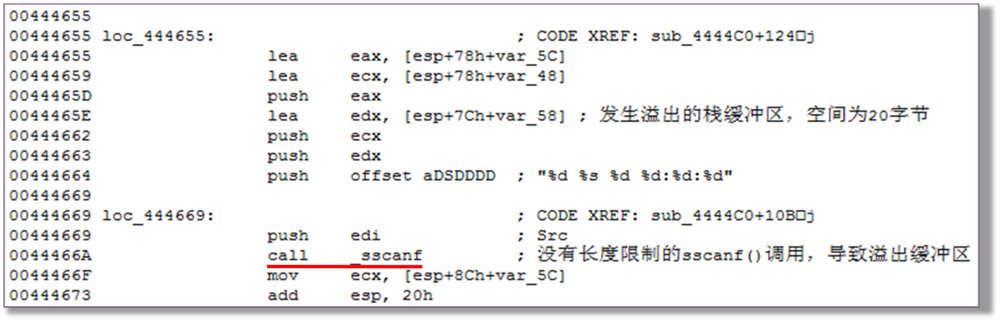 00444655
00444655 loc_444655: ; CODE XREF: sub_4444C0+124□j
00444655 lea eax, [esp+78h+var_5C]
00444659 lea ecx, [esp+78h+var_48]
0044465D push eax
0044465E lea edx, [esp+7Ch+var_58] ; 发生溢出的栈缓冲区，空间为20字节
00444662 push ecx
00444663 push edx
00444664 push offset aDSDDDD ; "%d %s %d %d:%d:%d"
00444669
00444669 loc_444669: ; CODE XREF: sub_4444C0+10B□j
00444669 push edi ; Src
0044466A call _sscanf ; 没有长度限制的sscanf()调用，导致溢出缓冲区
0044466F mov ecx, [esp+8Ch+var_5C]
00444673 add esp, 20h